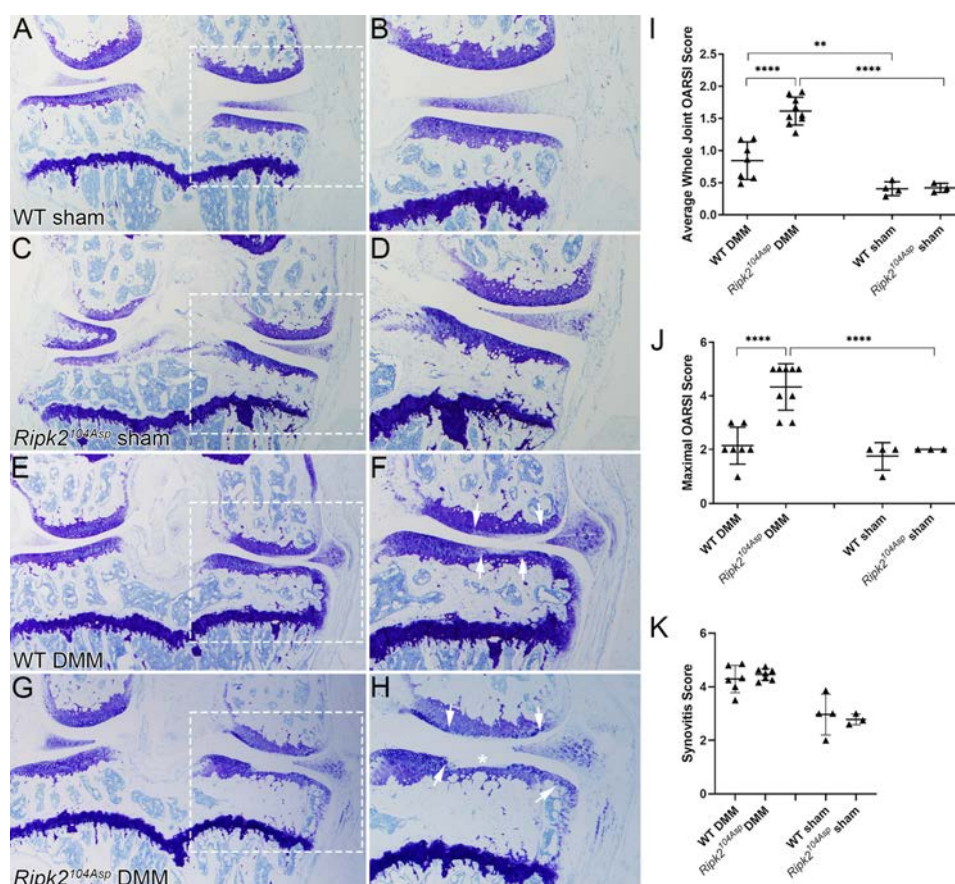 A
B
WT sham
C
D
Ripk2104Asp sham
E
F
WT DMM
G
H
*
Ripk2104Asp DMM
I
Average Whole Joint OARSI Score
2.5
2.0
1.5
1.0
0.5
0.0
**
****
****
WT DMM
Ripk2104Asp DMM
WT sham
Ripk2104Asp sham
J
Maximal OARSI Score
6
4
2
0
****
****
WT DMM
Ripk2104Asp DMM
WT sham
Ripk2104Asp sham
K
Synovitis Score
6
4
2
0
WT DMM
Ripk2104Asp DMM
WT sham
Ripk2104Asp sham